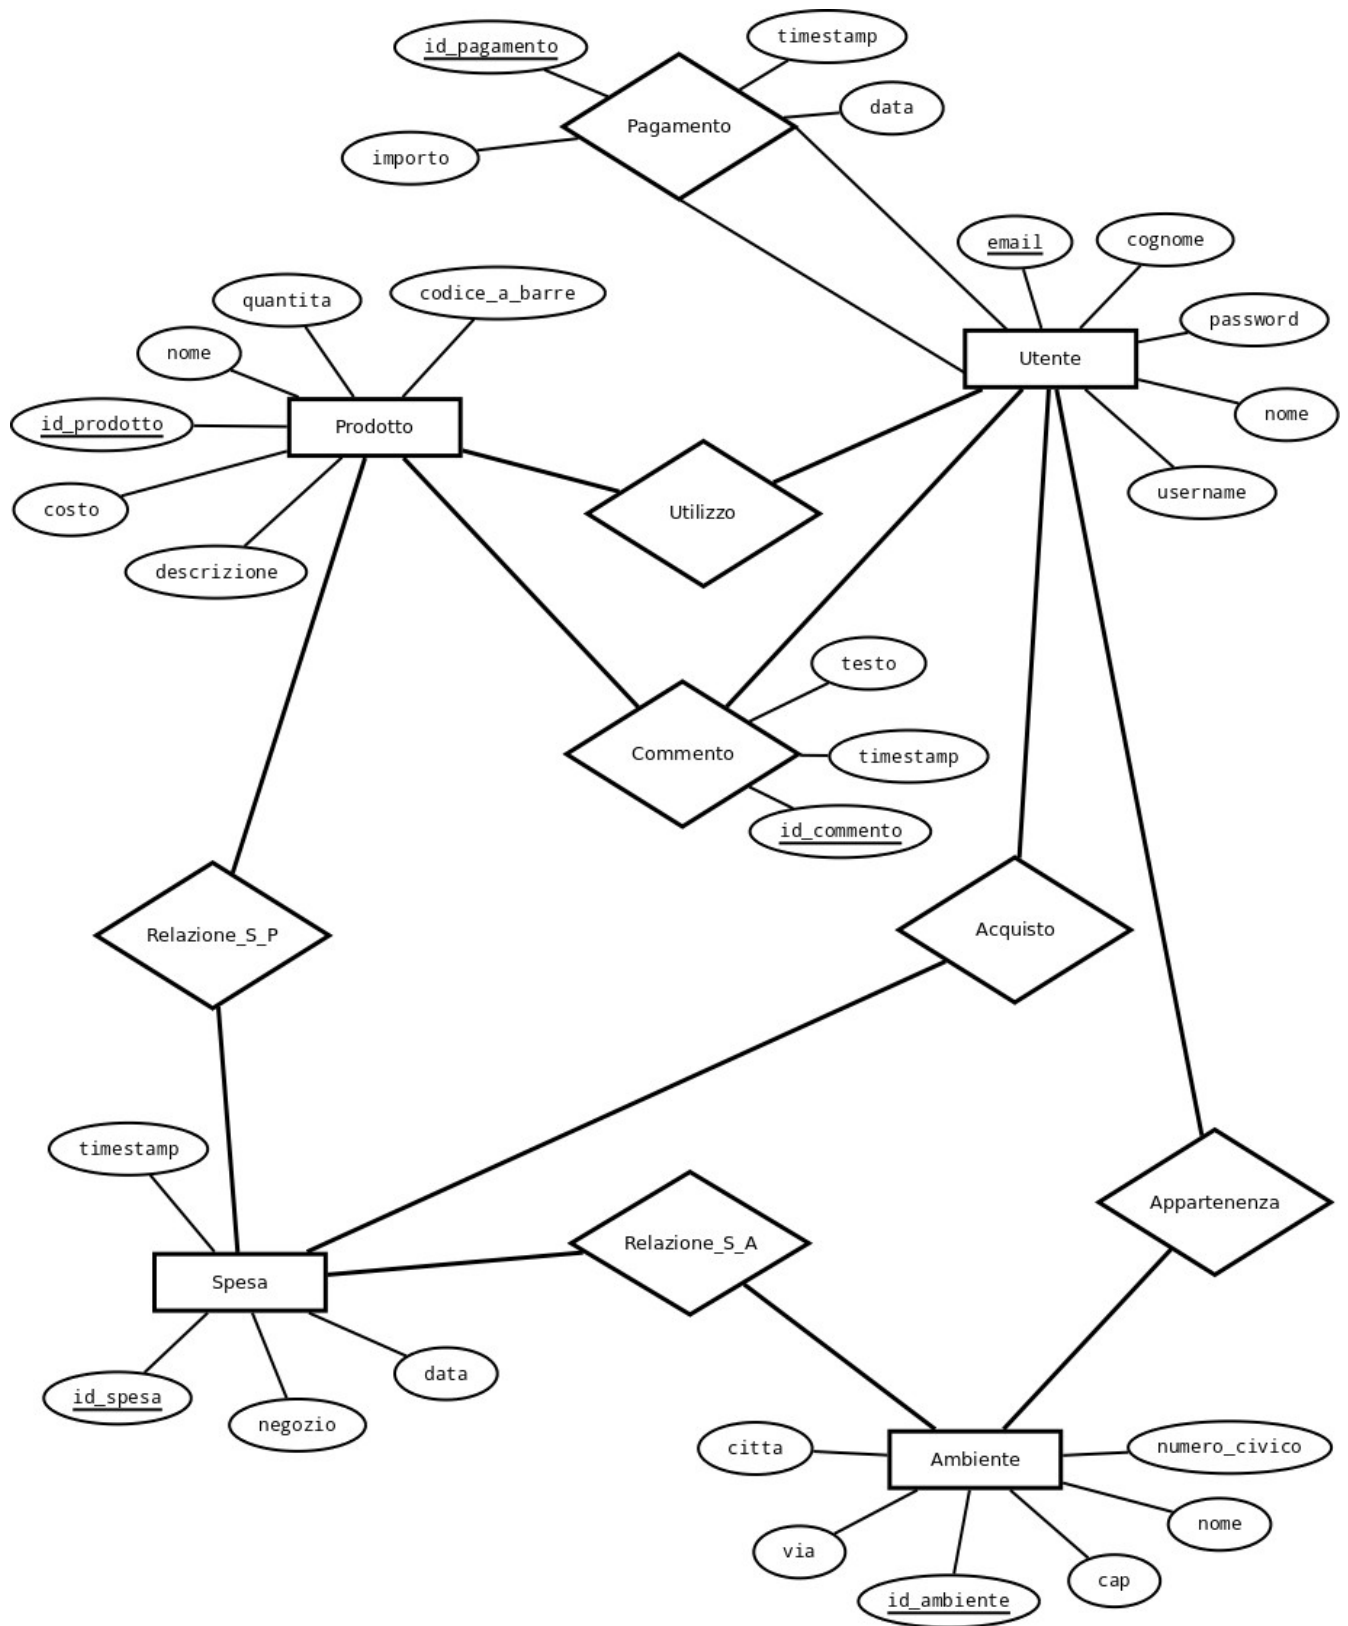 id_pagamento
timestamp
data
Pagamento
importo
email
cognome
password
Utente
nome
username
quantita
codice_a_barre
nome
id_prodotto
Prodotto
costo
descrizione
Utilizzo
testo
Commento
timestamp
id_commento
Relazione_S_P
Acquisto
timestamp
Appartenenza
Relazione_S_A
Spesa
data
id_spesa
negozio
citta
Ambiente
numero_civico
nome
via
cap
id_ambiente